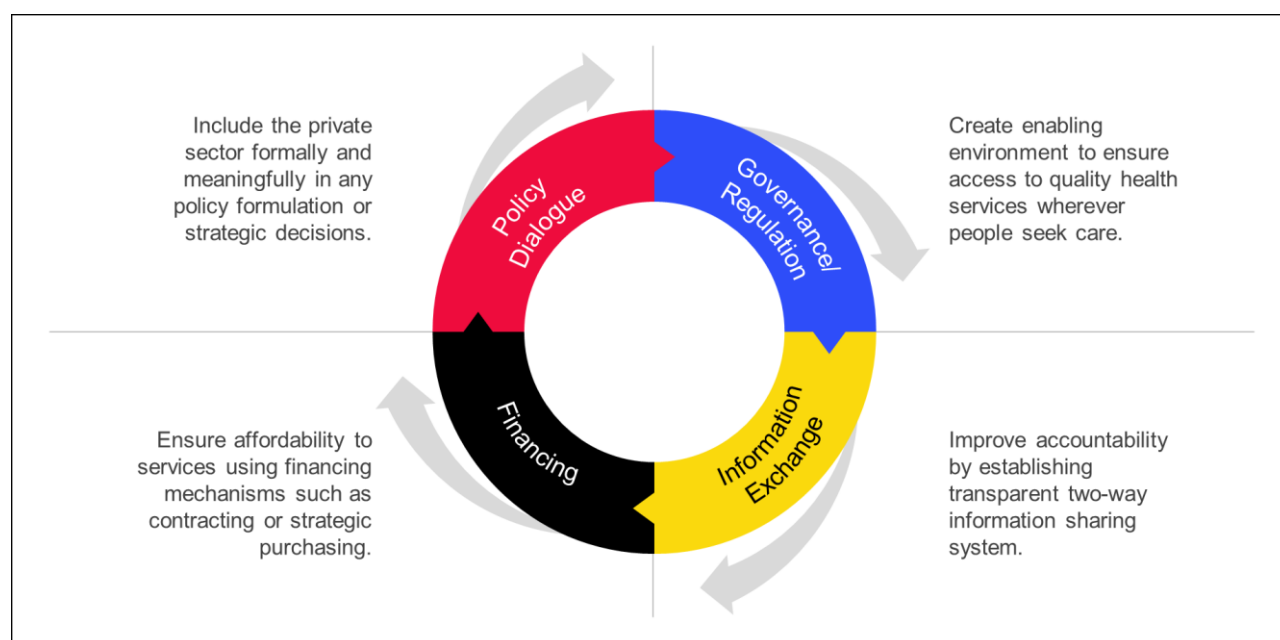 Include the private
sector formally and
meaningfully in any
policy formulation or
strategic decisions.
Policy
Dialogue
Governance/
Regulation
Create enabling
environment to ensure
access to quality health
services wherever
people seek care.
Ensure affordability to
services using financing
mechanisms such as
contracting or strategic
purchasing.
Financing
Information
Exchange
Improve accountability
by establishing
transparent two-way
information sharing
system.